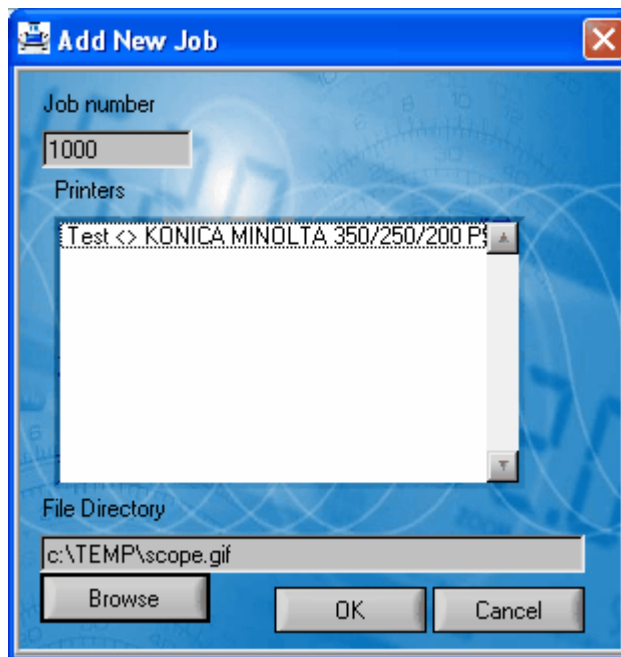 Add New Job
Job number
1000
Printers
Test <> KONICA MINOLTA 350/250/200 P
File Directory
c:\TEMP\scope.gif
Browse
OK
Cancel